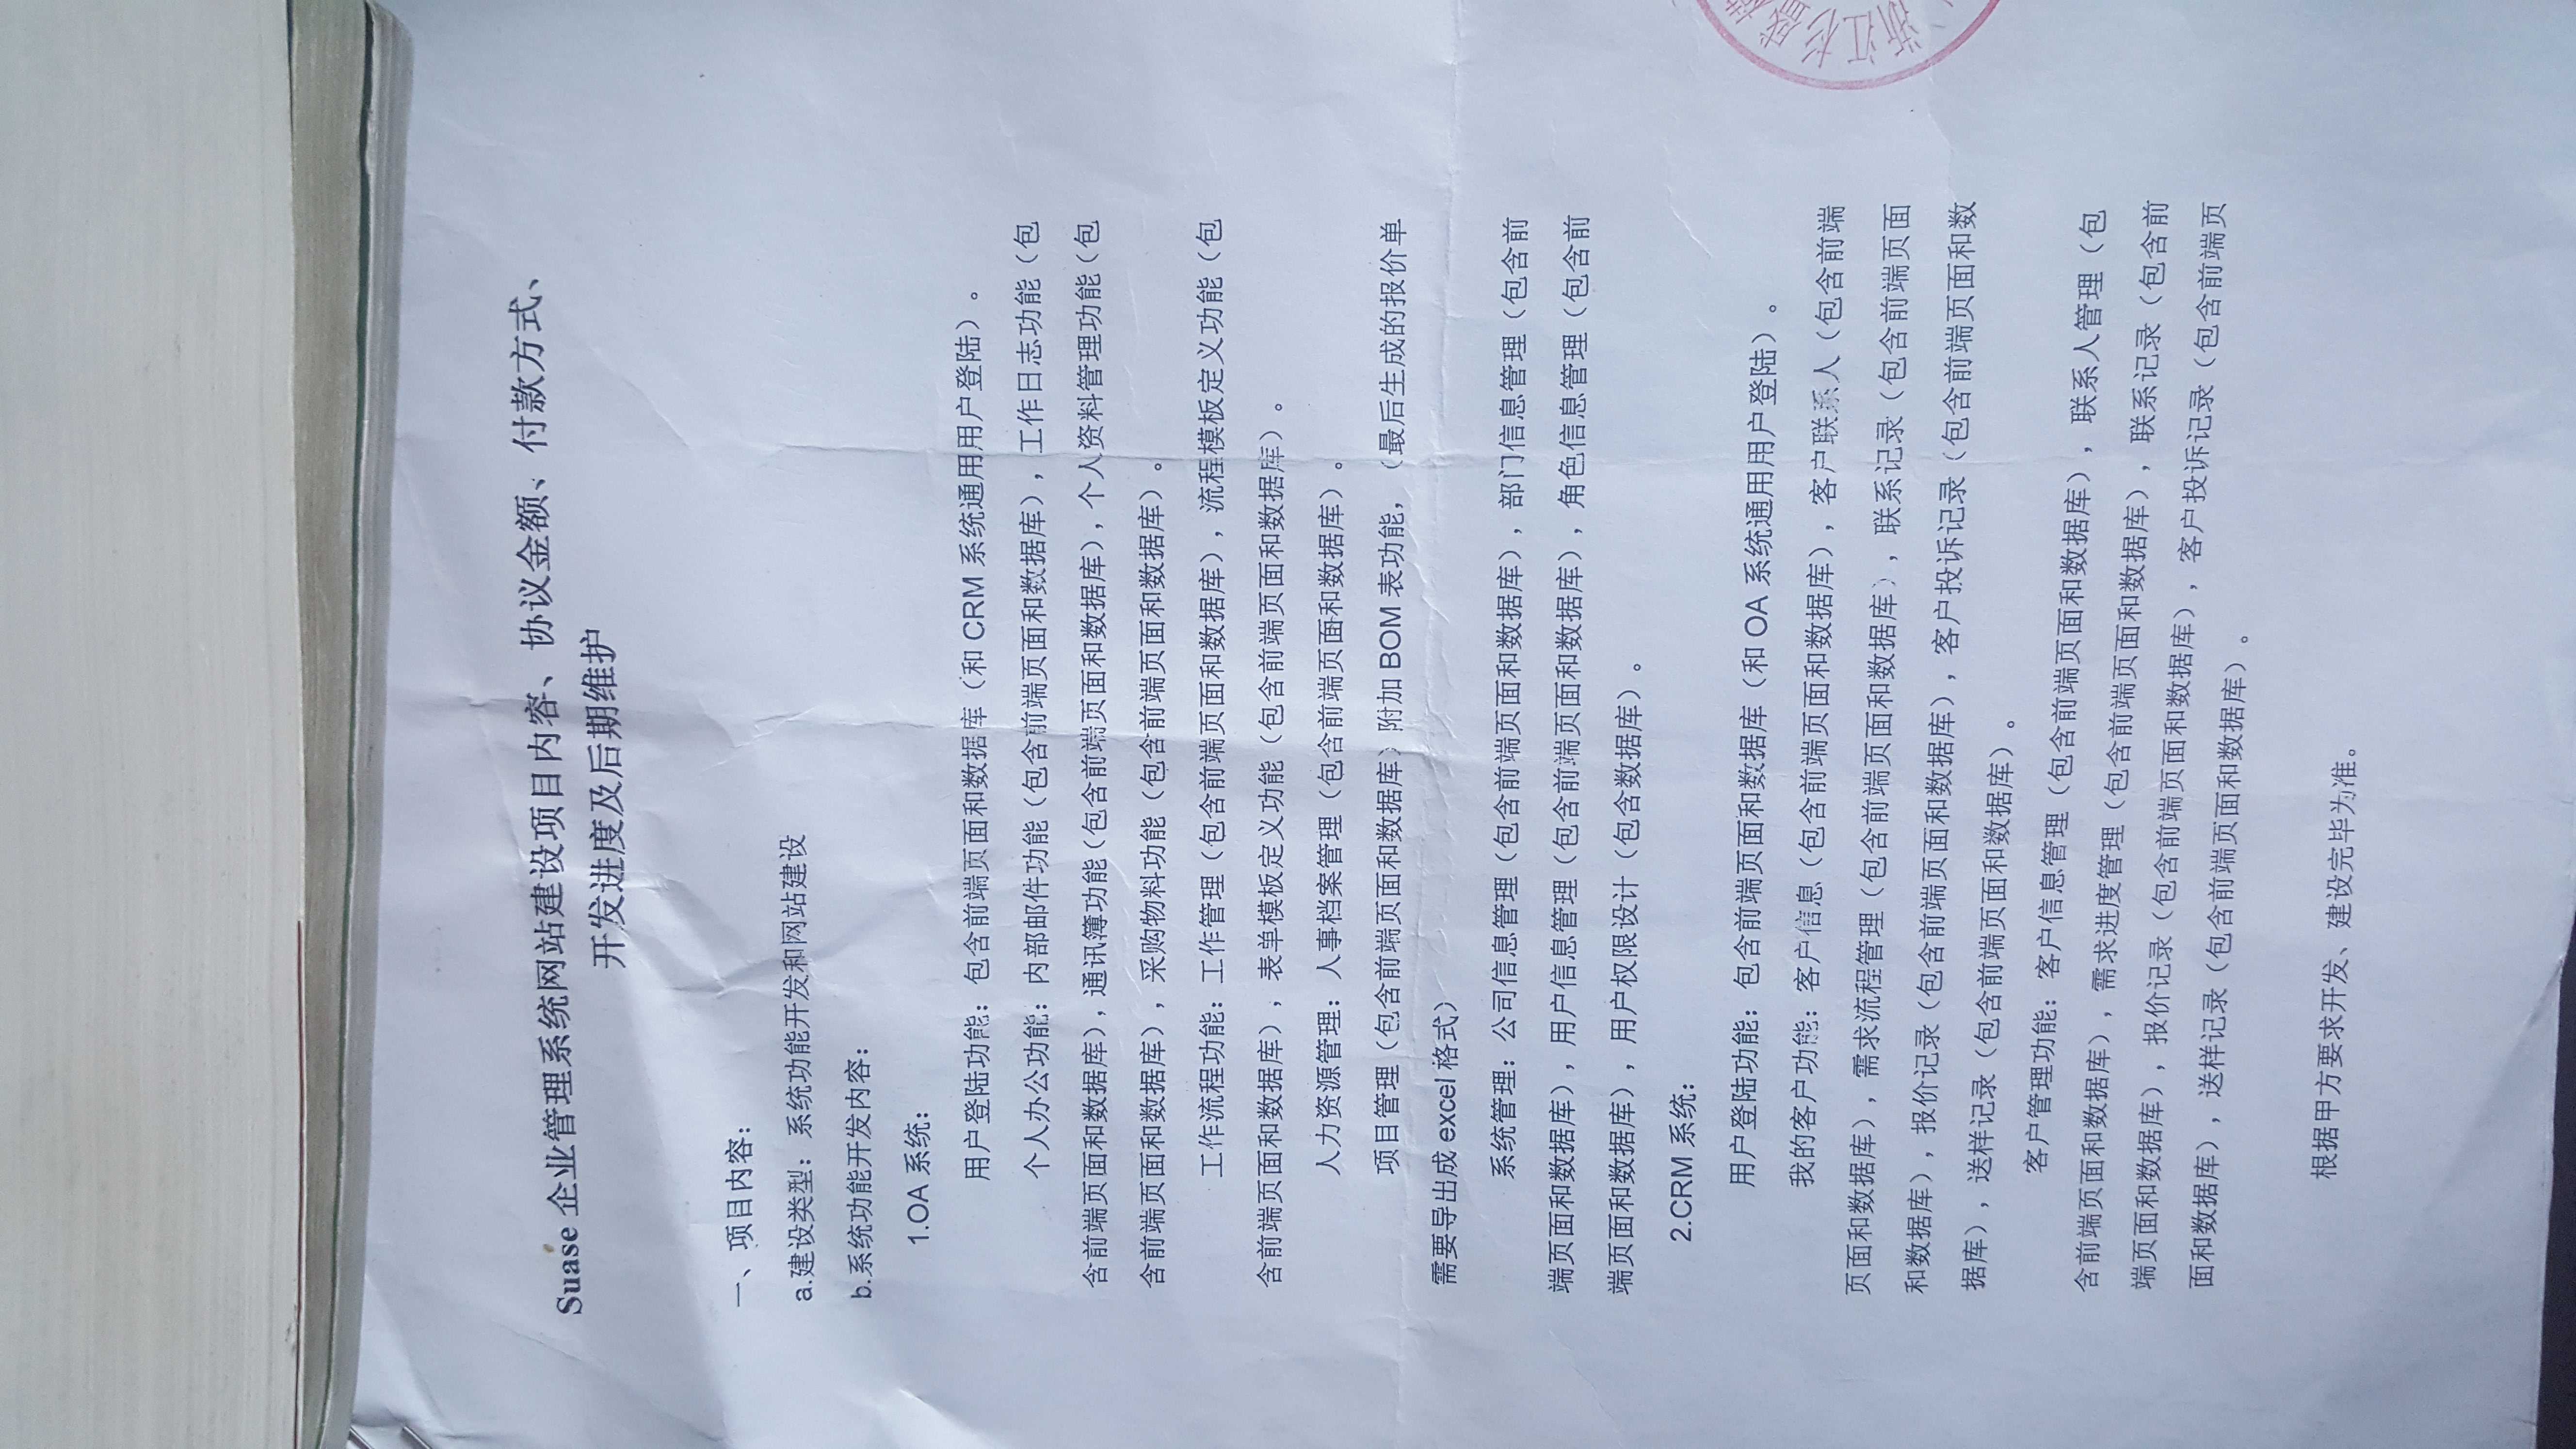 Suase 企业管理系统网站建设项目内容、协议金额、付款方式、
开发进度及后期维护
一、项目内容：
a.建设类型：系统功能开发和网站建设
b.系统功能开发内容：
1.OA 系统：
用户登陆功能：包含前端页面和数据库（和 CRM 系统通用用户登陆）。
个人办公功能：内部邮件功能（包含前端页面和数据库），工作日志功能（包
含前端页面和数据库），通讯簿功能（包含前端页面和数据库），个人资料管理功能（包
含前端页面和数据库），采购物料功能（包含前端页面和数据库）。
工作流程功能：工作管理（包含前端页面和数据库），流程模板定义功能（包
含前端页面和数据库），表单模板定义功能（包含前端页面和数据库）。
人力资源管理：人事档案管理（包含前端页面和数据库）。
项目管理（包含前端页面和数据库）附加 BOM 表功能，（最后生成的报价单
需要导出成 excel 格式）
系统管理：公司信息管理（包含前端页面和数据库），部门信息管理（包含前
端页面和数据库），用户信息管理（包含前端页面和数据库），角色信息管理（包含前
端页面和数据库），用户权限设计（包含数据库）。
2.CRM 系统：
用户登陆功能：包含前端页面和数据库（和 OA 系统通用用户登陆）。
我的客户功能：客户信息（包含前端页面和数据库），客户联系人（包含前端
页面和数据库），需求流程管理（包含前端页面和数据库），联系记录（包含前端页面
和数据库），报价记录（包含前端页面和数据库），客户投诉记录（包含前端页面和数
据库），送样记录（包含前端页面和数据库）。
客户管理功能：客户信息管理（包含前端页面和数据库），联系人管理（包
含前端页面和数据库），需求进度管理（包含前端页面和数据库），联系记录（包含前
端页面和数据库），报价记录（包含前端页面和数据库），客户投诉记录（包含前端页
面和数据库），送样记录（包含前端页面和数据库）。
根据甲方要求开发、建设完毕为准。
浙江杉盛模